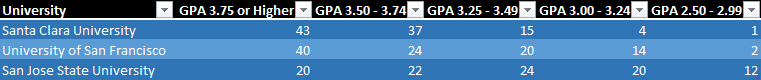 University GPA 3.75 or Higher GPA 3.50 - 3.74 GPA 3.25 - 3.49 GPA 3.00 - 3.24 GPA 2.50 - 2.99
Santa Clara University 43 37 15 4 1
University of San Francisco 40 24 20 14 2
San Jose State University 20 22 24 20 12